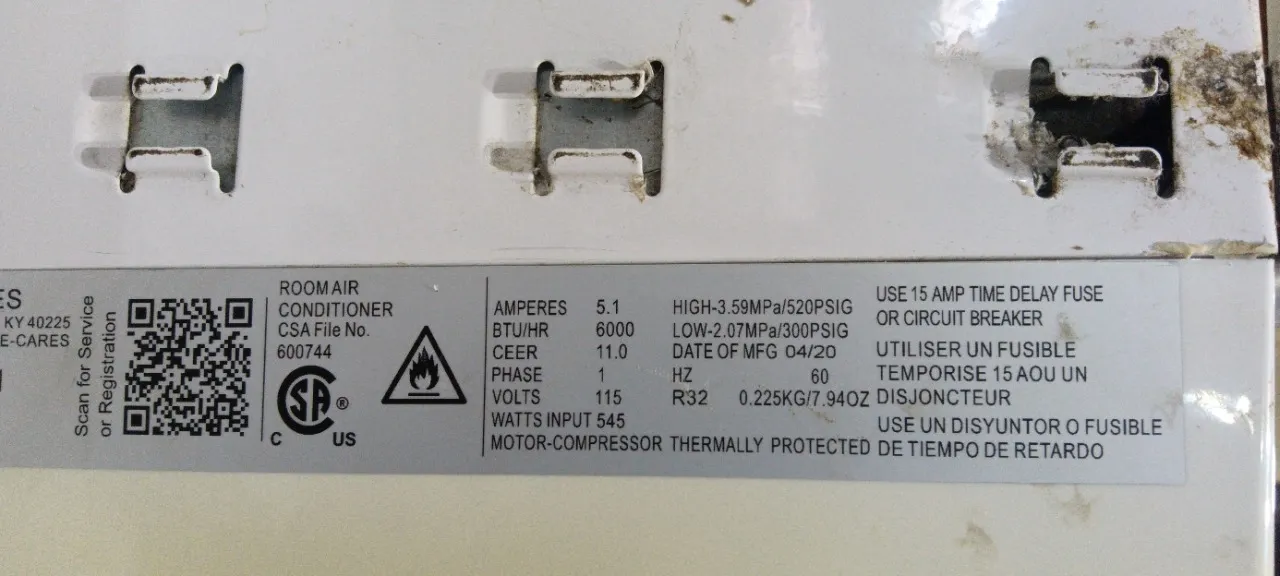 ES
KY 40225
E-CARES
Scan for Service
or Registration
ROOM AIR
CONDITIONER
CSA File No.
600744
SA
®
C US
AMPERES 5.1
BTU/HR 6000
CEER 11.0
PHASE 1
VOLTS 115
WATTS INPUT 545
HIGH-3.59MPa/520PSIG
LOW-2.07MPa/300PSIG
DATE OF MFG 04/20
HZ 60
R32 0.225KG/7.94OZ
MOTOR-COMPRESSOR THERMALLY PROTECTED
USE 15 AMP TIME DELAY FUSE
OR CIRCUIT BREAKER
UTILISER UN FUSIBLE
TEMPORISE 15 A OU UN
DISJONCTEUR
USE UN DISYUNTOR O FUSIBLE
DE TIEMPO DE RETARDO